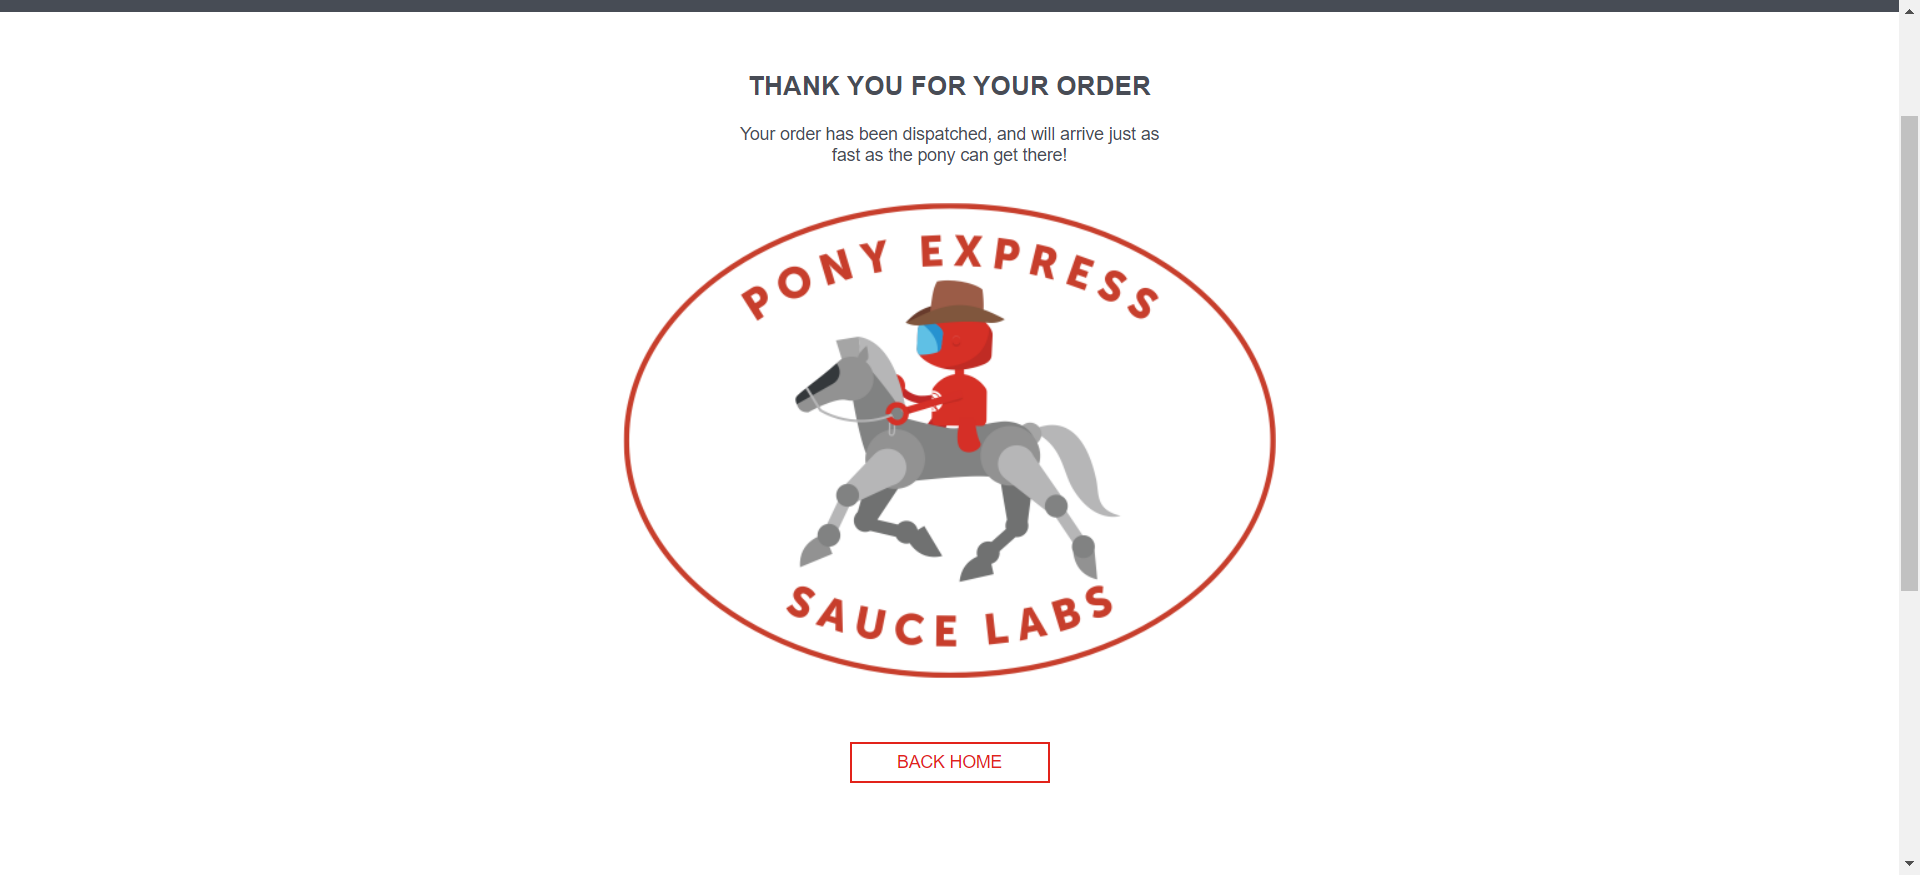 THANK YOU FOR YOUR ORDER
Your order has been dispatched, and will arrive just as
fast as the pony can get there!
PONY EXPRESS
SAUCE LABS
BACK HOME